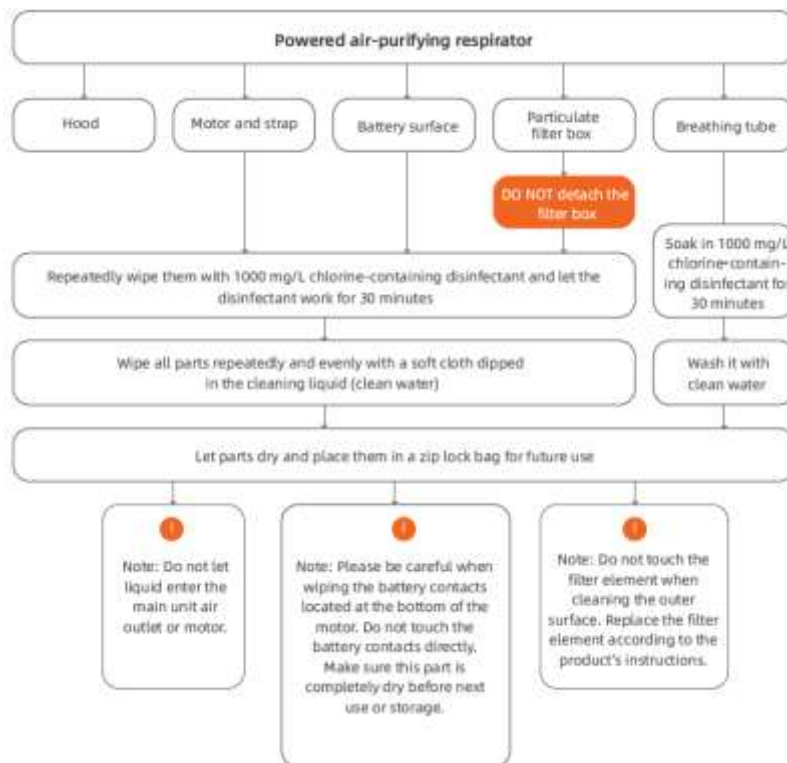 Powered air-purifying respirator
Hood
Motor and strap
Battery surface
Particulate
filter box
Breathing tube
DO NOT detach the
filter box
Repeatedly wipe them with 1000 mg/L chlorine-containing disinfectant and let the
disinfectant work for 30 minutes
Soak in 1000 mg/L
chlorine-contain-
ing disinfectant for
30 minutes
Wipe all parts repeatedly and evenly with a soft cloth dipped
in the cleaning liquid (clean water)
Wash it with
clean water
Let parts dry and place them in a zip lock bag for future use
!
Note: Do not let
liquid enter the
main unit air
outlet or motor.
!
Note: Please be careful when
wiping the battery contacts
located at the bottom of the
motor. Do not touch the
battery contacts directly.
Make sure this part is
completely dry before next
use or storage.
!
Note: Do not touch the
filter element when
cleaning the outer
surface. Replace the filter
element according to the
product's instructions.